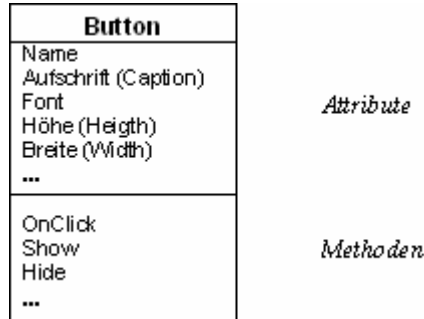 Button
Name
Aufschrift (Caption)
Font
Höhe (Heigth)
Breite (Width)
...
Attribute
OnClick
Show
Hide
...
Methoden